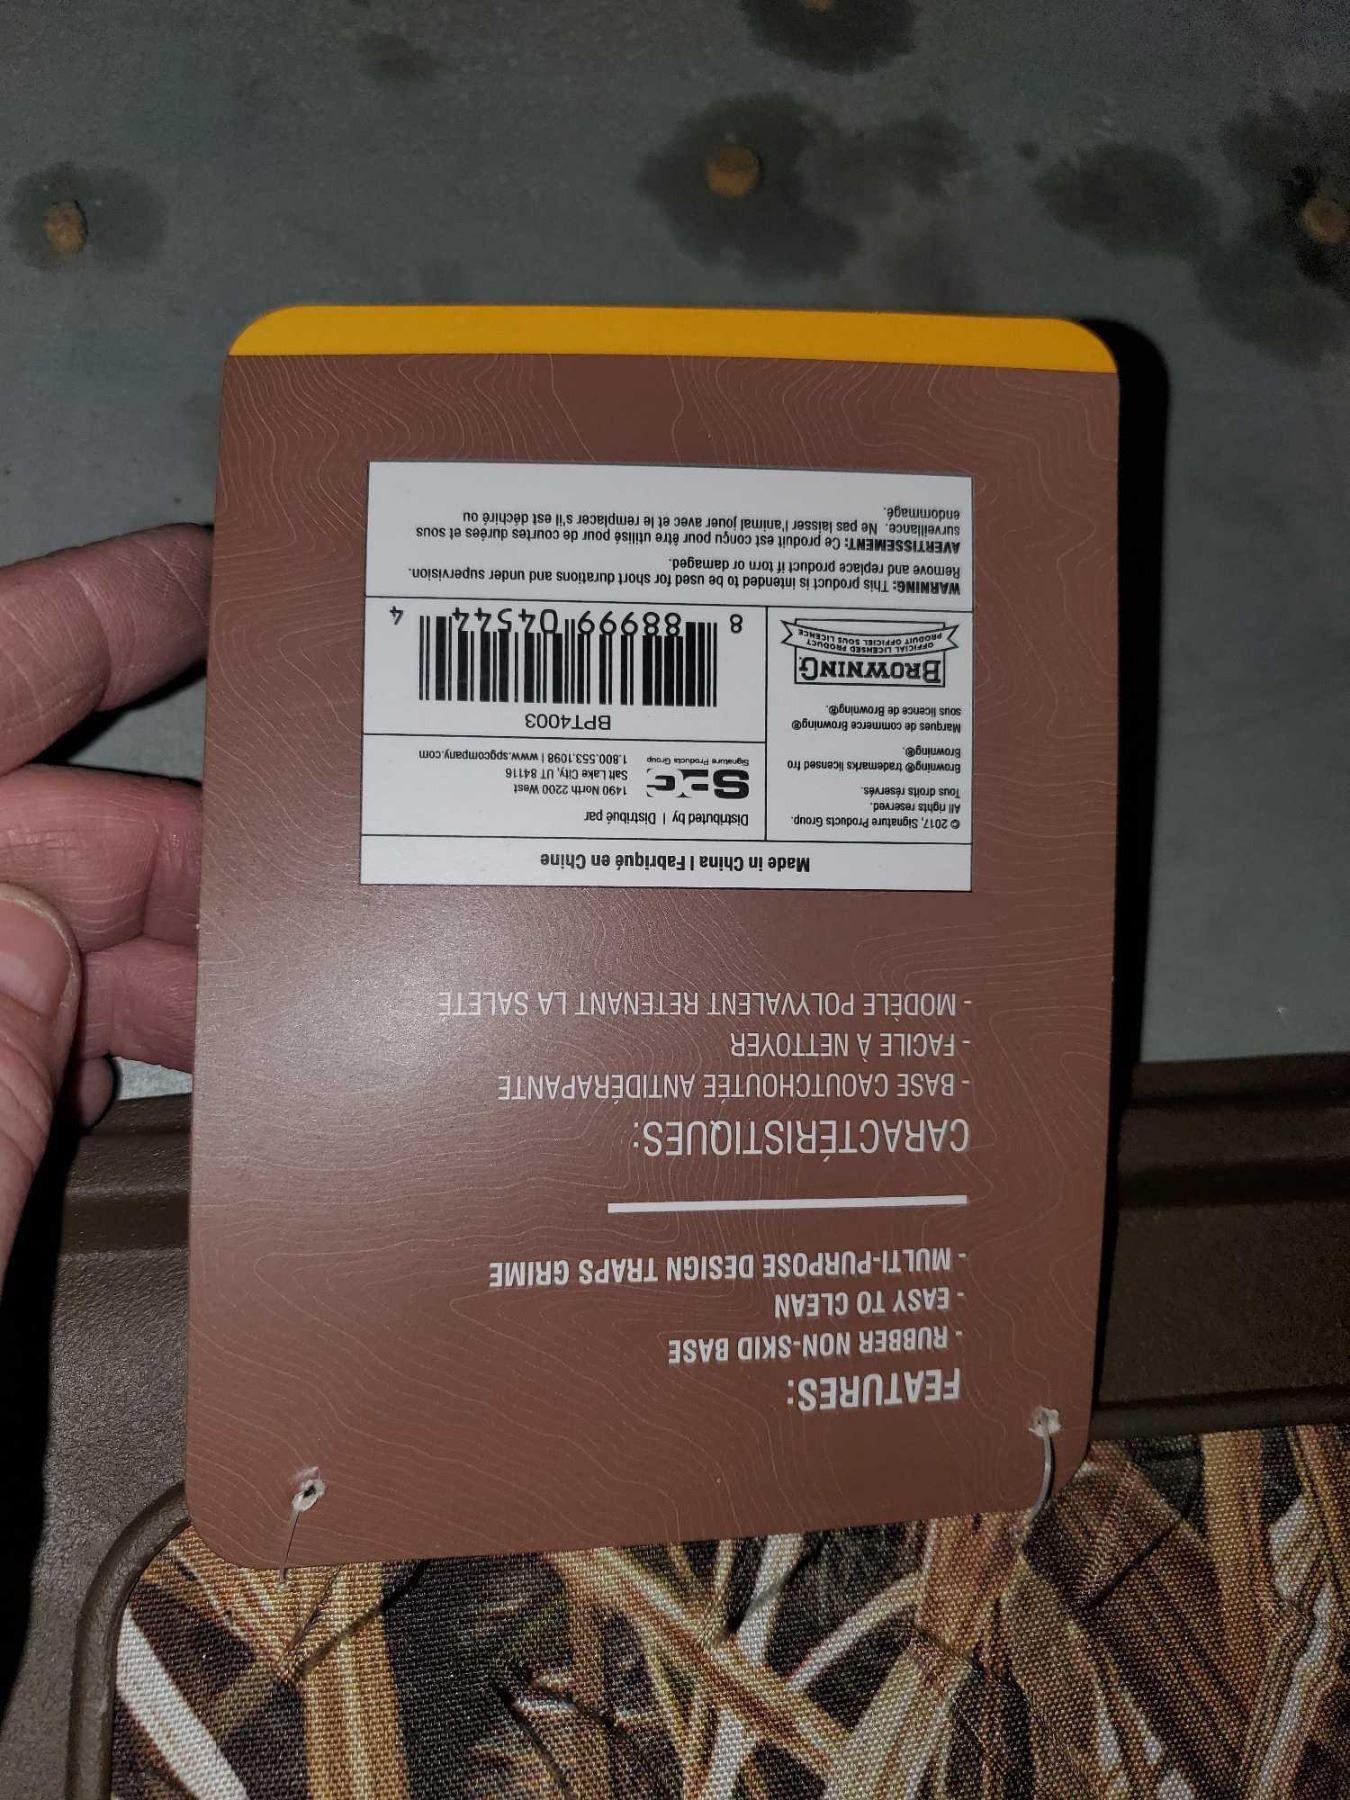 FEATURES:
- RUBBER NON-SKID BASE
- EASY TO CLEAN
- MULTI-PURPOSE DESIGN TRAPS GRIME
CARACTÉRISTIQUES:
- BASE CAOUTCHOUTÉE ANTIDÉRAPANTE
- FACILE À NETTOYER
- MODÈLE POLYVALENT RETENANT LA SALETÉ
Made in China | Fabriqué en Chine
© 2017, Signature Products Group.
All rights reserved.
Tous droits réservés.
Browning® trademarks licensed fro
Browning®.
Marques de commerce Browning®
sous licence de Browning®.
BROWNING
OFFICIAL LICENSED PRODUCT
PRODUIT OFFICIEL SOUS LICENCE
Distributed by | Distribué par
Signature Products Group
1490 North 2200 West
Salt Lake City, UT 84116
1.800.553.1098 | www.spgcompany.com
BPT4003
8 88999 04544 4
WARNING: This product is intended to be used for short durations and under supervision.
Remove and replace product if torn or damaged.
AVERTISSEMENT: Ce produit est conçu pour être utilisé pour de courtes durées et sous
surveillance. Ne pas laisser l'animal jouer avec et le remplacer s'il est déchiré ou
endommagé.